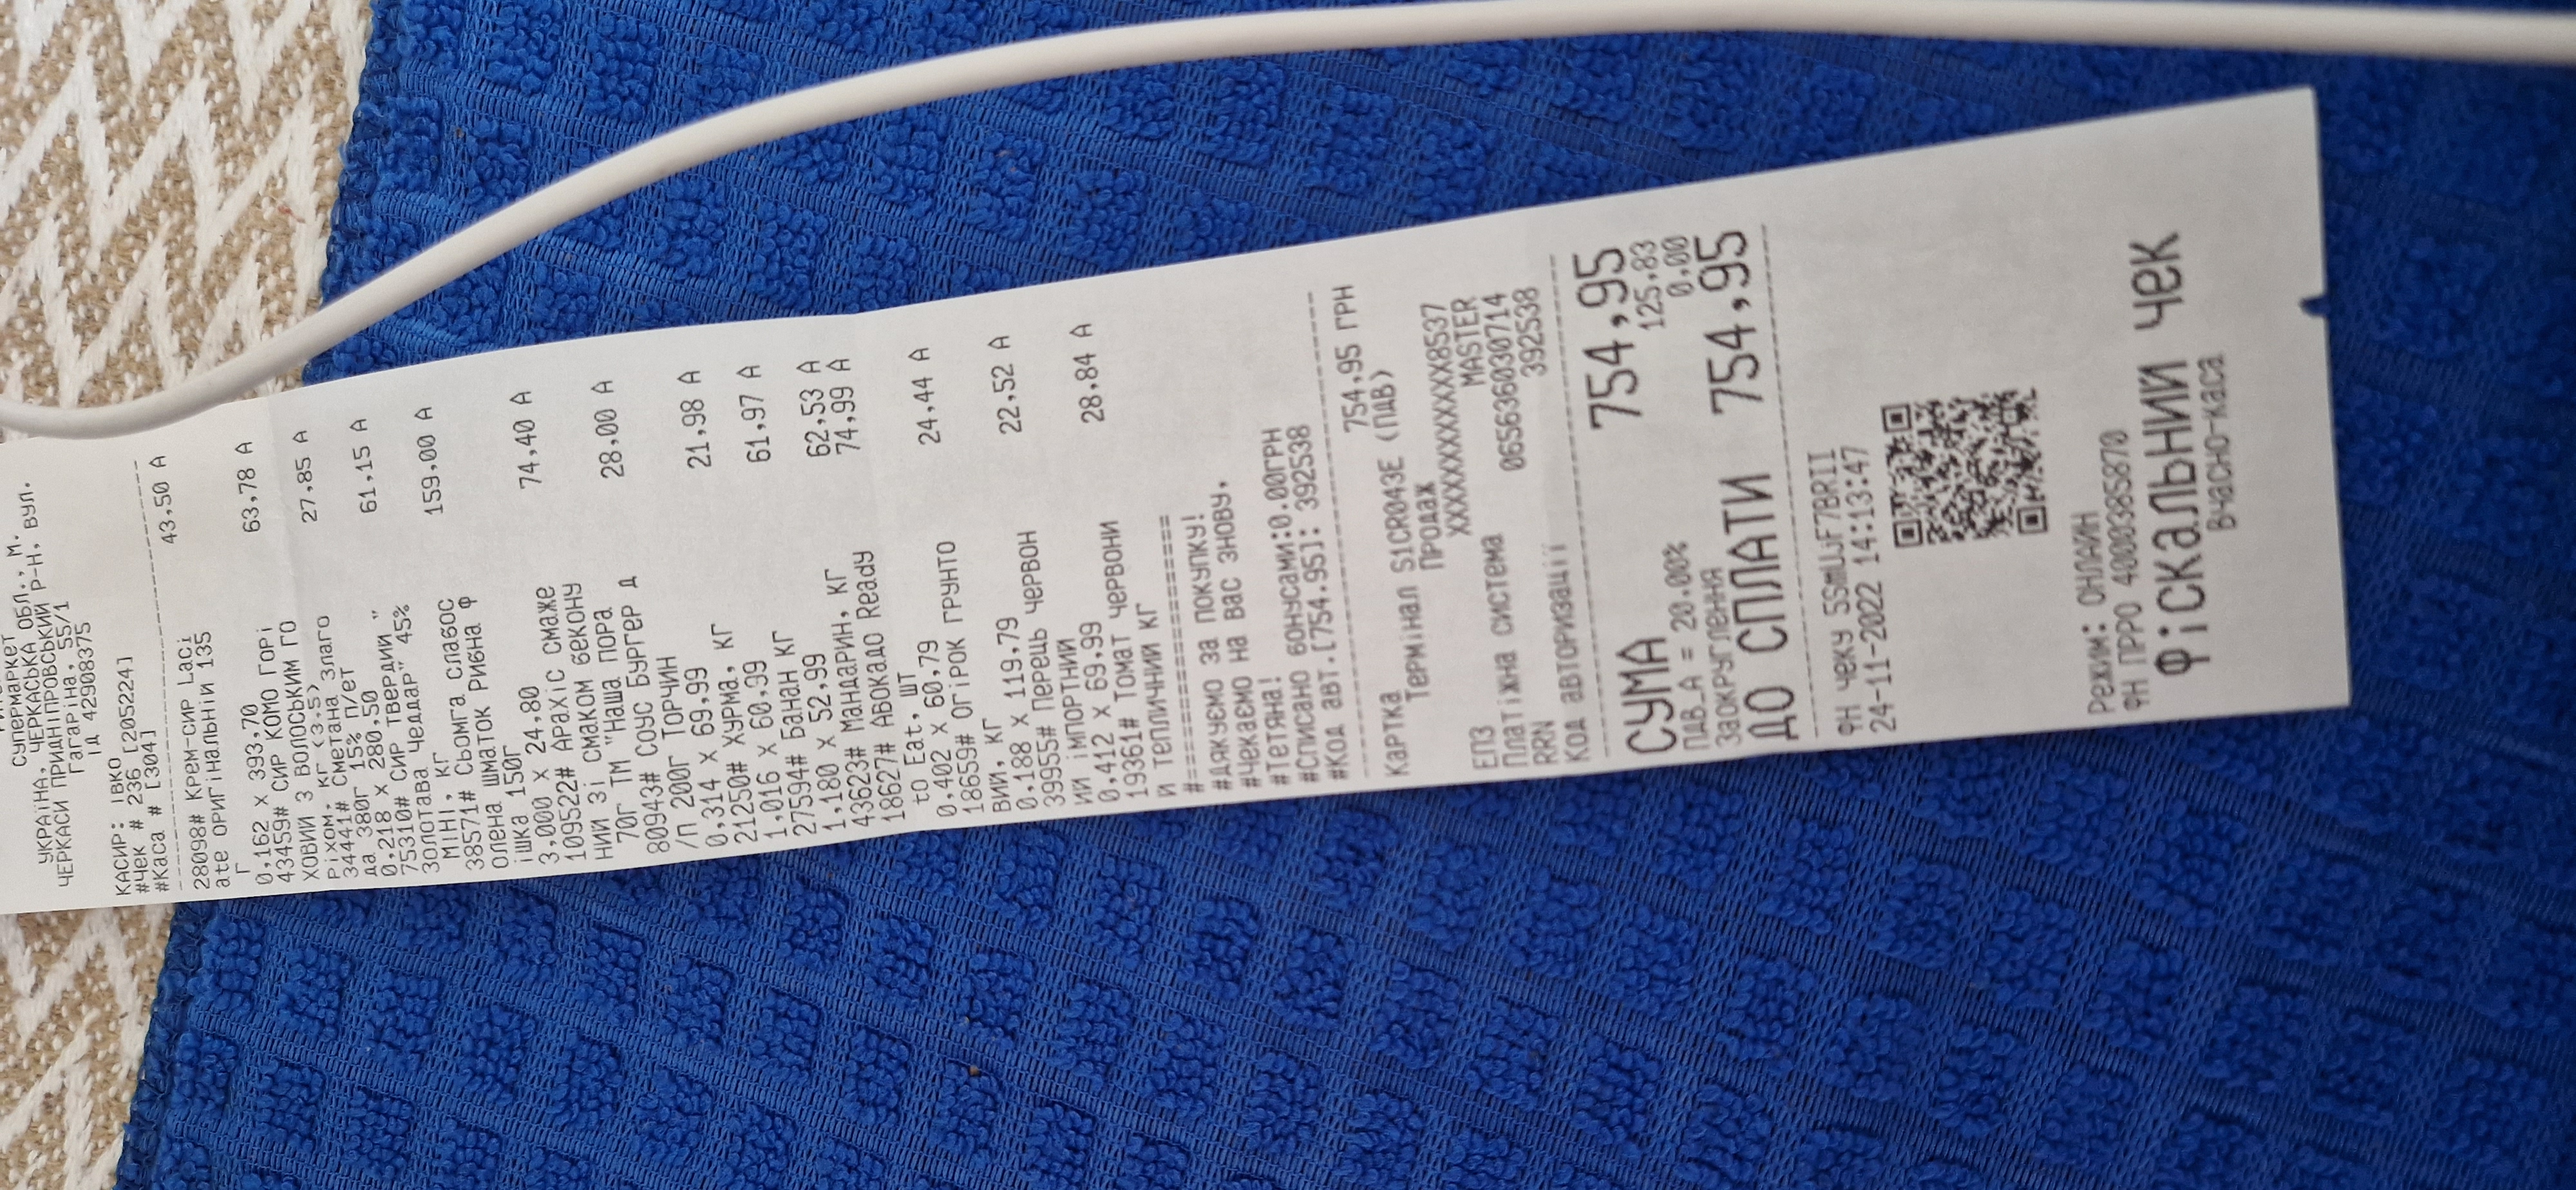 Супермаркет
УКРАЇНА, ЧЕРКАСЬКА ОБЛ., М.
ЧЕРКАСИ ПРИДНІПРОВСЬКИЙ Р-Н, ВУЛ.
Гагаріна, 55/1
ІД 42908375
КАСИР: ІВКО [205224]
#Чек # 236
#Каса # [304]
28098# Крем-сир Laci 43,50 А
ate Оригінальний 135
Г
0,162 X 393,70
43459# СИР КОМО ГОРІ 63,78 А
ХОВИЙ З ВОЛОСЬКИМ ГО
РІХОМ, КГ (3,5)
34441# Сметана Злаго 27,85 А
да 380г 15% п/ет
0,218 X 280,50
75310# СИР ТВЕРДИЙ " 61,15 А
Золотава Чеддар" 45%
МІНІ, КГ
38571# Сьомга слабос 159,00 А
олена шматок Рибна ф
ішка 150г
3,000 X 24,80
109522# Арахіс смаже 74,40 А
ний зі смаком бекону
70г ТМ "Наша пора
80943# Соус Бургер д 28,00 А
/п 200г Торчин
0,314 X 69,99
21250# Хурма, кг 21,98 А
1,016 X 60,99
27594# Банан кг 61,97 А
1,180 X 52,99
43623# Мандарин, кг 62,53 А
18627# Авокадо Ready 74,99 А
to Eat, шт
0,402 X 60,79
18659# Огірок грунто 24,44 А
вий, кг
0,188 X 119,79
39955# Перець червон 22,52 А
ий імпортний
0,412 X 69,99
19361# Томат червони 28,84 А
й тепличний кг
#====================
#ДЯКУЄМО ЗА ПОКУПКУ!
#Чекаємо на Вас знову.
#Тетяна!
#Списано бонусами:0.00ГРН
#Код авт.[754.95]: 392538
Картка 754,95 ГРН
Термінал S1CR043E (ПДВ)
Продаж
ЕПЗ XXXXXXXXXXXXXXX8537
Платіжна система MASTER
RRN 065636030714
Код авторизації 392538
СУМА 754,95
ПДВ_А = 20.00% 125,83
Заокруглення 0,00
ДО СПЛАТИ 754,95
ФН чеку 5SmUJF7BRII
24-11-2022 14:13:47
Режим: ОНЛАЙН
ФН ПРРО 4000385870
Фіскальний чек
Вчасно-каса